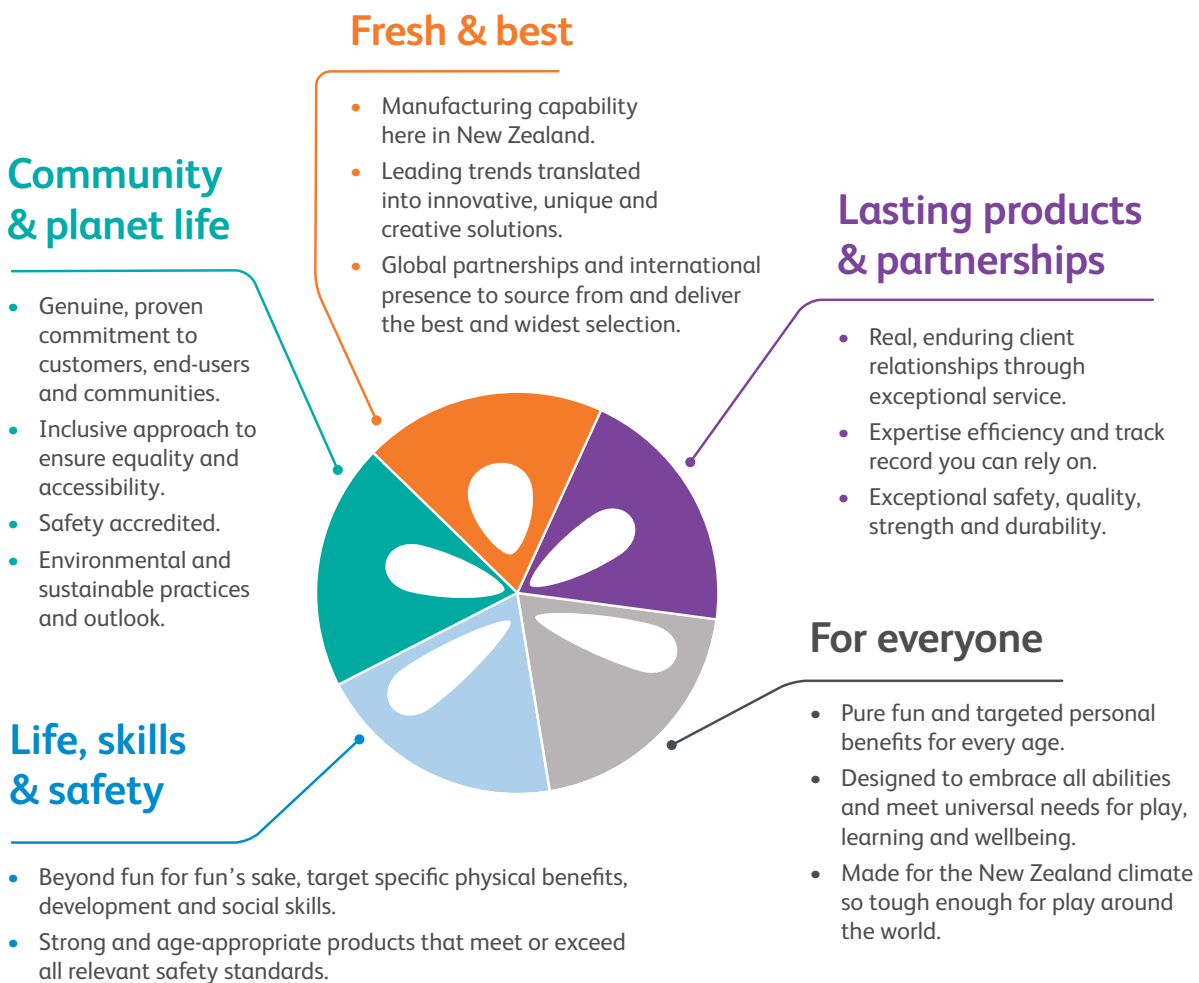 Fresh & best
• Manufacturing capability
here in New Zealand.
• Leading trends translated
into innovative, unique and
creative solutions.
• Global partnerships and international
presence to source from and deliver
the best and widest selection.
Community
& planet life
• Genuine, proven
commitment to
customers, end-users
and communities.
• Inclusive approach to
ensure equality and
accessibility.
• Safety accredited.
• Environmental and
sustainable practices
and outlook.
Lasting products
& partnerships
• Real, enduring client
relationships through
exceptional service.
• Expertise efficiency and track
record you can rely on.
• Exceptional safety, quality,
strength and durability.
For everyone
• Pure fun and targeted personal
benefits for every age.
• Designed to embrace all abilities
and meet universal needs for play,
learning and wellbeing.
• Made for the New Zealand climate
so tough enough for play around
the world.
Life, skills
& safety
• Beyond fun for fun’s sake, target specific physical benefits,
development and social skills.
• Strong and age-appropriate products that meet or exceed
all relevant safety standards.